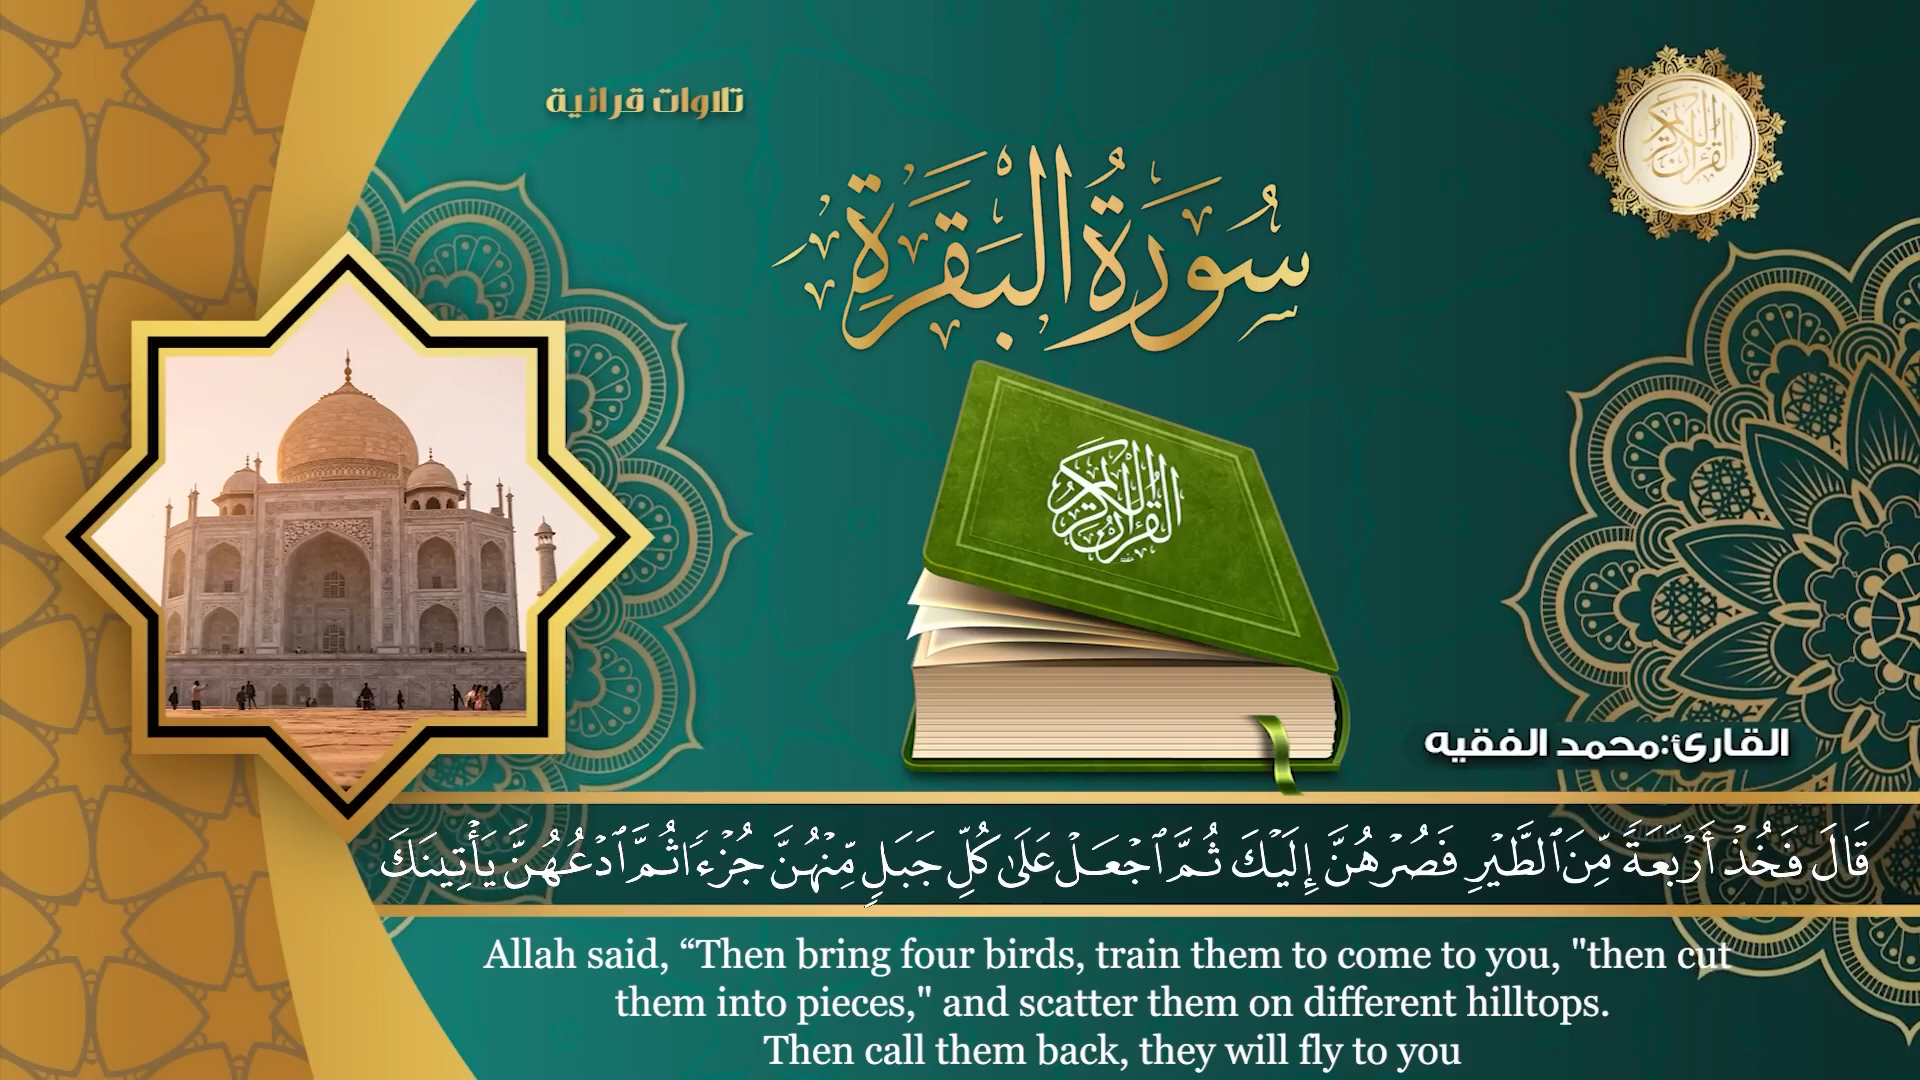 تلاوات قرانية
القرآن الكريم
سُورَةُ البَقَرَةِ
القرآن الكريم
القارئ:محمد الفقيه
قَالَ فَخُذۡ أَرۡبَعَةٗ مِّنَ ٱلطَّيۡرِ فَصُرۡهُنَّ إِلَيۡكَ ثُمَّ ٱجۡعَلۡ عَلَىٰ كُلِّ جَبَلٖ مِّنۡهُنَّ جُزۡءٗا ثُمَّ ٱدۡعُهُنَّ يَأۡتِينَكَ
Allah said, “Then bring four birds, train them to come to you, "then cut
them into pieces," and scatter them on different hilltops.
Then call them back, they will fly to you